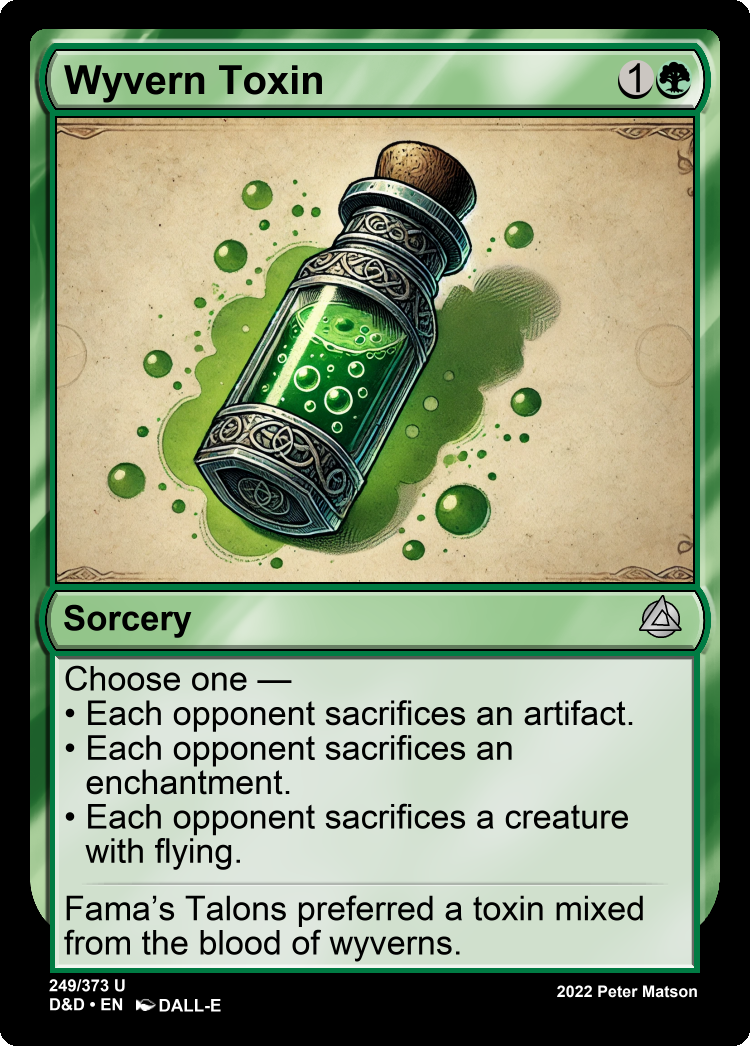 Wyvern Toxin 1
Sorcery
Choose one —
• Each opponent sacrifices an artifact.
• Each opponent sacrifices an
enchantment.
• Each opponent sacrifices a creature
with flying.
Fama’s Talons preferred a toxin mixed
from the blood of wyverns.
249/373 U
D&D • EN DALL-E
2022 Peter Matson